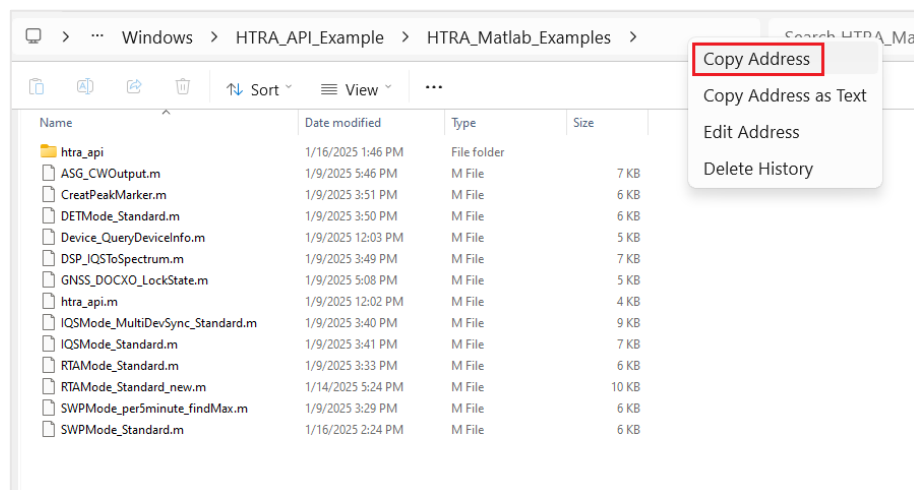 > ··· Windows > HTRA_API_Example > HTRA_Matlab_Examples >
Copy Address
Copy Address as Text
Edit Address
Delete History
Sort View ···
Name Date modified Type Size
htra_api 1/16/2025 1:46 PM File folder
ASG_CWOutput.m 1/9/2025 5:46 PM M File 7 KB
CreatPeakMarker.m 1/9/2025 3:51 PM M File 6 KB
DETMode_Standard.m 1/9/2025 3:50 PM M File 6 KB
Device_QueryDeviceInfo.m 1/9/2025 12:03 PM M File 5 KB
DSP_IQSToSpectrum.m 1/9/2025 3:49 PM M File 7 KB
GNSS_DOCXO_LockState.m 1/9/2025 5:08 PM M File 5 KB
htra_api.m 1/9/2025 12:02 PM M File 4 KB
IQSMode_MultiDevSync_Standard.m 1/9/2025 3:40 PM M File 9 KB
IQSMode_Standard.m 1/9/2025 3:41 PM M File 7 KB
RTAMode_Standard.m 1/9/2025 3:33 PM M File 6 KB
RTAMode_Standard_new.m 1/14/2025 5:24 PM M File 10 KB
SWPMode_per5minute_findMax.m 1/9/2025 3:29 PM M File 6 KB
SWPMode_Standard.m 1/16/2025 2:24 PM M File 6 KB